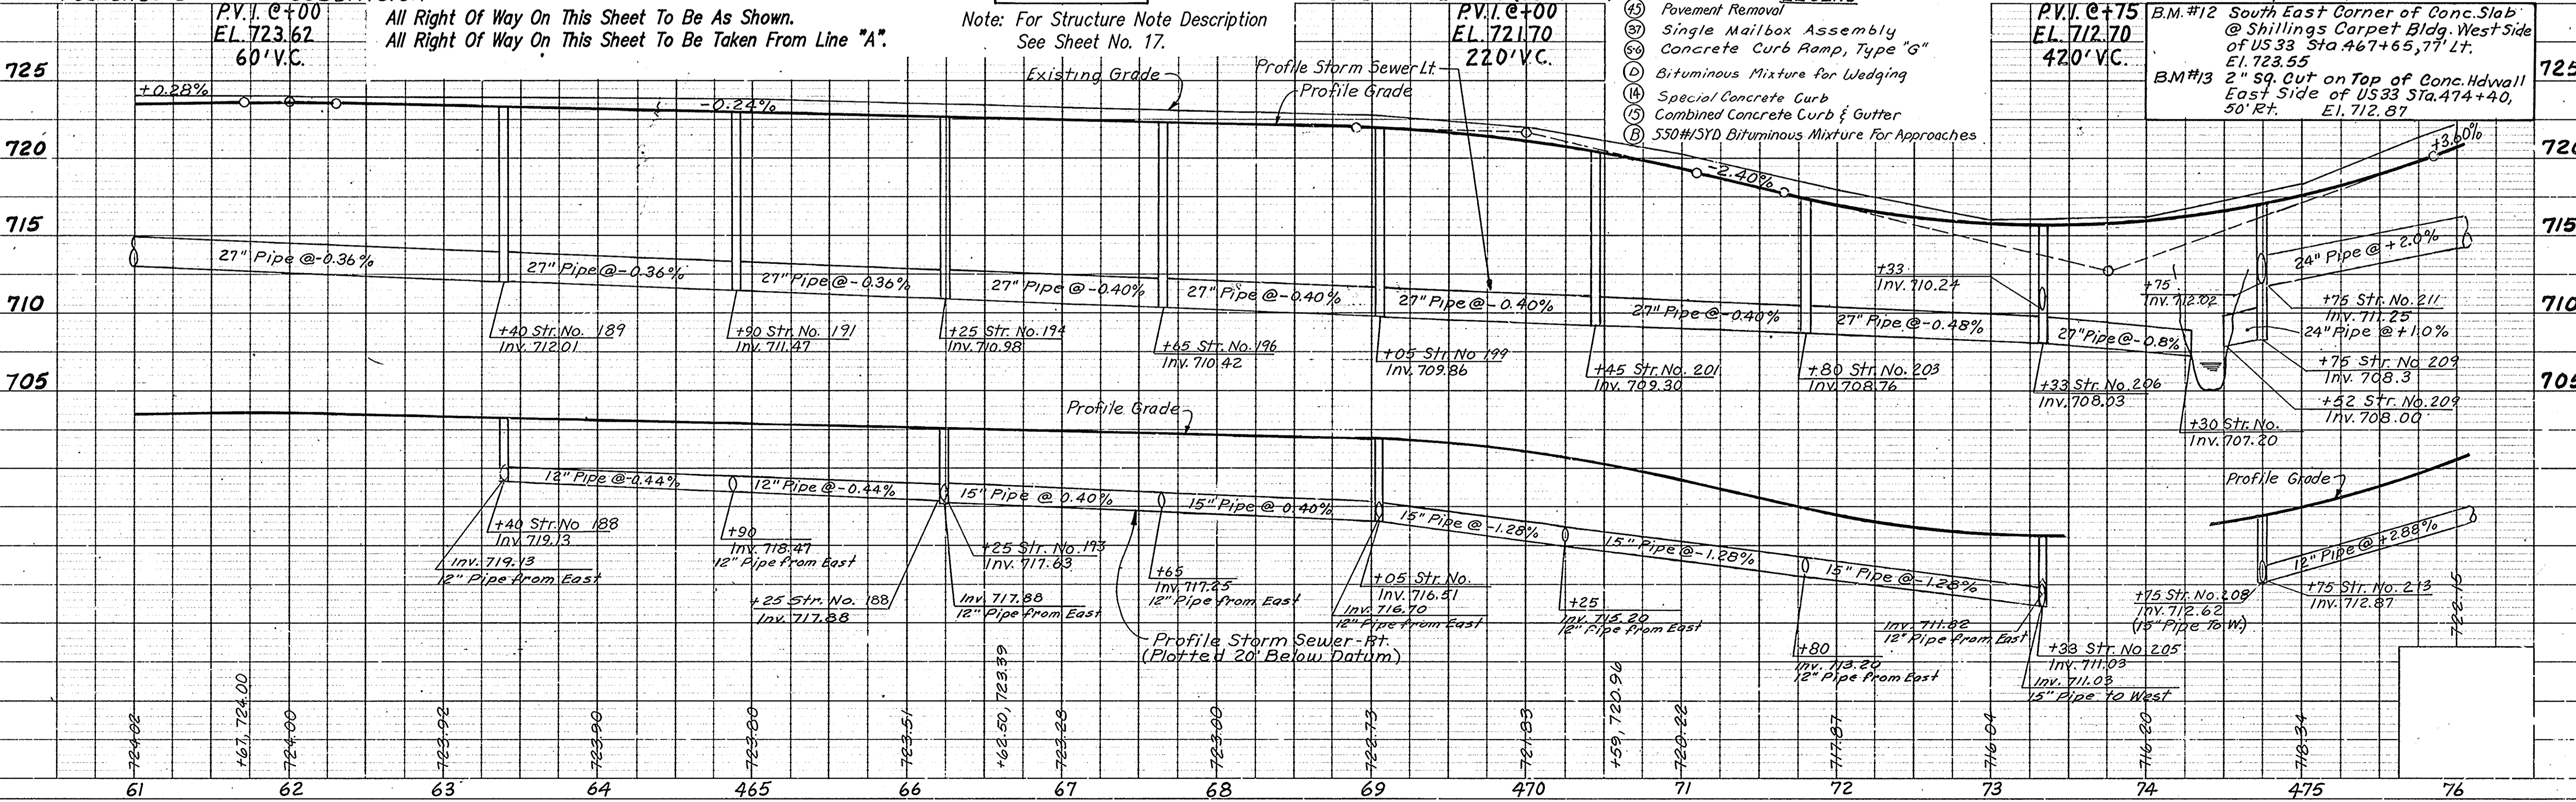 P.V.I. @+00
EL. 723.62
60' V.C.
All Right Of Way On This Sheet To Be As Shown.
All Right Of Way On This Sheet To Be Taken From Line "A".
Note: For Structure Note Description
See Sheet No. 17.
P.V.I. @+00
EL. 721.70
220' V.C.
45 Pavement Removal
37 Single Mailbox Assembly
Concrete Curb Ramp, Type "G"
D Bituminous Mixture for Wedging
14 Special Concrete Curb
15 Combined Concrete Curb & Gutter
B 550#/SYD Bituminous Mixture For Approaches
P.V.I. @+75
EL. 712.70
420' V.C.
B.M.#12 South East Corner of Conc. Slab
@ Shillings Carpet Bldg. West Side
of US 33 Sta. 467+65, 77' Lt.
El. 723.55
B.M#13 2" Sq. Cut on Top of Conc. Hdwall
East Side of US 33 Sta. 474+40,
50' Rt. El. 712.87
725
720
715
710
705
725
720
715
710
705
+0.28%
-0.24%
Existing Grade
Profile Storm Sewer Lt.
Profile Grade
-2.40%
+3.60%
27" Pipe @-0.36%
27" Pipe @-0.36%
27" Pipe @-0.36%
27" Pipe @-0.40%
27" Pipe @-0.40%
27" Pipe @-0.40%
27" Pipe @-0.40%
27" Pipe @-0.48%
27" Pipe @-0.8%
24" Pipe @ +2.0%
+40 Str. No. 189
Inv. 712.01
+90 Str. No. 191
Inv. 711.47
+25 Str. No. 194
Inv. 710.98
+65 Str. No. 196
Inv. 710.42
+05 Str. No 199
Inv. 709.86
+45 Str. No. 201
Inv. 709.30
+80 Str. No. 203
Inv. 708.76
+33
Inv. 710.24
+33 Str. No. 206
Inv. 708.03
+75
Inv. 712.02
+75 Str. No. 211
Inv. 711.25
24" Pipe @ +1.0%
+75 Str. No 209
Inv. 708.3
+52 Str. No. 209
Inv. 708.00
+30 Str. No.
Inv. 707.20
Profile Grade
Profile Grade
12" Pipe @-0.44%
12" Pipe @-0.44%
15" Pipe @ 0.40%
15" Pipe @ 0.40%
15" Pipe @ -1.28%
15" Pipe @-1.28%
15" Pipe @-1.28%
12" Pipe @ +2.88%
+40 Str. No 188
Inv. 719.13
Inv. 719.13
12" Pipe from East
+90
Inv. 718.47
12" Pipe from East
+25 Str. No. 188
Inv. 717.88
+25 Str. No. 193
Inv. 717.63
Inv. 717.88
12" Pipe from East
+65
Inv. 717.25
12" Pipe from East
Profile Storm Sewer-Rt.
(Plotted 20' Below Datum)
+05 Str. No.
Inv. 716.51
Inv. 716.70
12" Pipe from East
+25
Inv. 715.20
12" Pipe from East
+80
Inv. 713.20
12" Pipe from East
Inv. 711.82
12" Pipe from East
+33 Str. No 205
Inv. 711.03
Inv. 711.03
15" Pipe to West
+75 Str. No. 208
Inv. 712.62
(15" Pipe To W.)
+75 Str. No. 213
Inv. 712.87
724.02
+67, 724.00
724.00
723.92
723.90
723.80
723.51
+62.50, 723.39
723.28
723.00
722.73
721.83
+59, 720.96
720.22
717.87
716.04
716.20
718.34
722.15
61 62 63 64 465 66 67 68 69 470 71 72 73 74 475 76